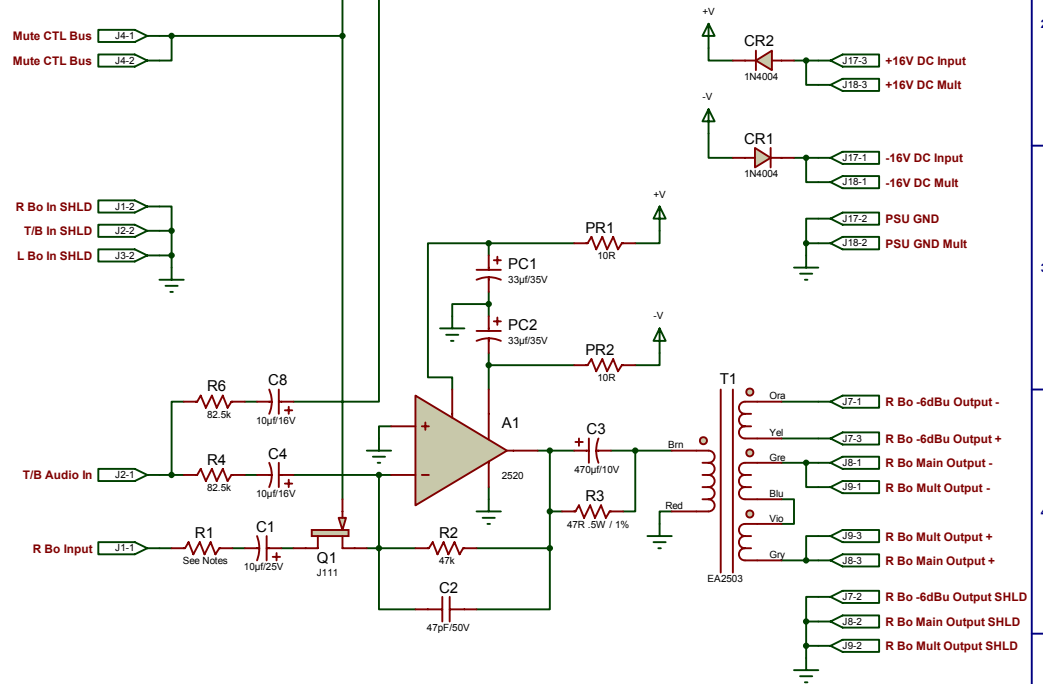 Mute CTL Bus J4-1
Mute CTL Bus J4-2
+V
CR2
1N4004
J17-3 +16V DC Input
J18-3 +16V DC Mult
-V
CR1
1N4004
J17-1 -16V DC Input
J18-1 -16V DC Mult
R Bo In SHLD J1-2
T/B In SHLD J2-2
L Bo In SHLD J3-2
+V
PR1
10R
J17-2 PSU GND
J18-2 PSU GND Mult
+ PC1
33µf/35V
+ PC2
33µf/35V
-V
PR2
10R
2
3
4
R6
82.5k
C8
10µf/16V
+
T/B Audio In J2-1
R4
82.5k
C4
10µf/16V
+
R Bo Input J1-1
R1
See Notes
C1
10µf/25V
+
Q1
J111
A1
+
−
2520
R2
47k
C2
47pF/50V
+
C3
470µf/10V
R3
47R .5W / 1%
T1
Brn
Red
Ora
Yel
Gre
Blu
Vio
Gry
EA2503
J7-1 R Bo -6dBu Output -
J7-3 R Bo -6dBu Output +
J8-1 R Bo Main Output -
J9-1 R Bo Mult Output -
J9-3 R Bo Mult Output +
J8-3 R Bo Main Output +
J7-2 R Bo -6dBu Output SHLD
J8-2 R Bo Main Output SHLD
J9-2 R Bo Mult Output SHLD